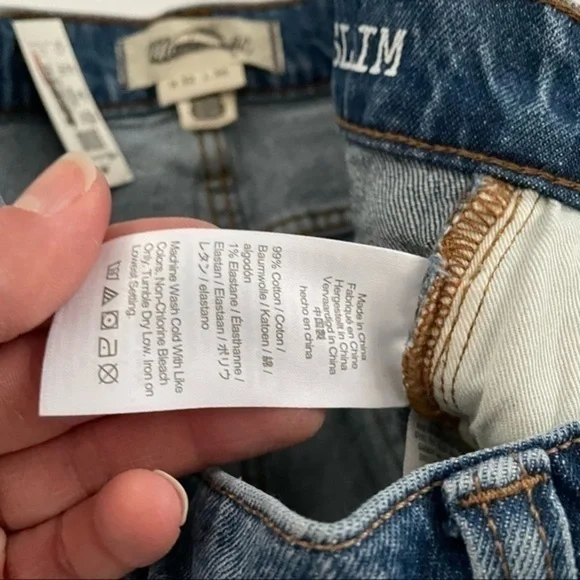 SLIM
Made in China
Fabriqué en Chine
Hergestellt in China
Vervaardigd in China
中国製
hecho en china
99% Cotton / Coton /
Baumwolle / Katoen / 綿 /
algodón
1% Elastane / Élasthanne /
Elastan / Elastaan / ポリウ
レタン / elastano
Machine Wash Cold With Like
Colors, Non-Chlorine Bleach
Only, Tumble Dry Low. Iron on
Lowest Setting.